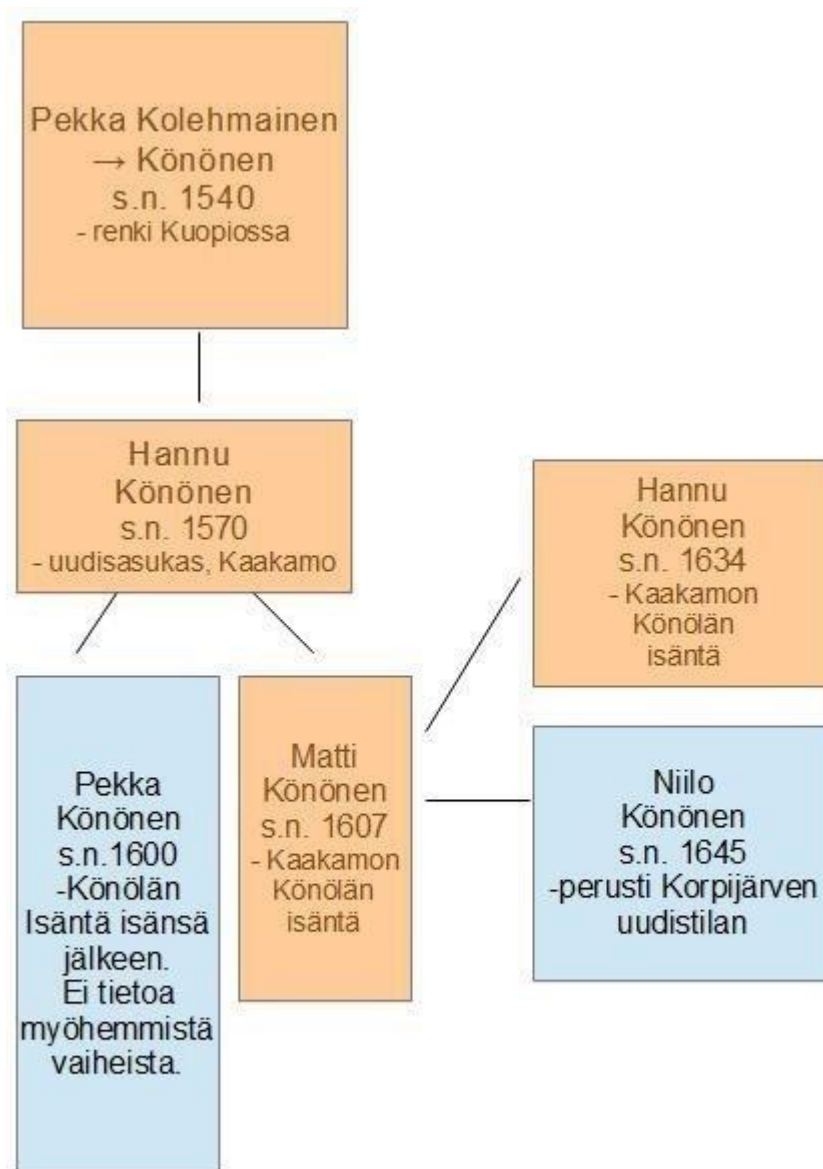 Pekka Kolehmainen
→ Könönen
s.n. 1540
- renki Kuopiossa
Hannu
Könönen
s.n. 1570
- uudisasukas, Kaakamo
Pekka
Könönen
s.n.1600
-Könölän
Isäntä isänsä
jälkeen.
Ei tietoa
myöhemmistä
vaiheista.
Matti
Könönen
s.n. 1607
- Kaakamon
Könölän
isäntä
Hannu
Könönen
s.n. 1634
- Kaakamon
Könölän
isäntä
Niilo
Könönen
s.n. 1645
-perusti Korpijärven
uudistilan